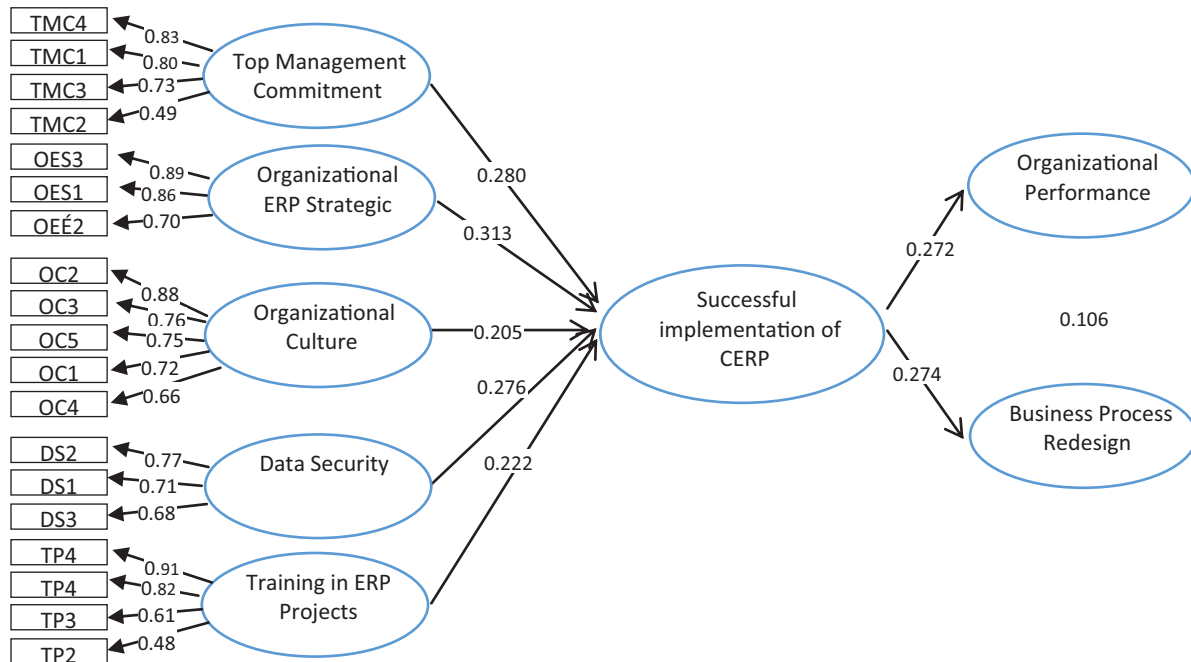 TMC4
TMC1
TMC3
TMC2
0.83
0.80
0.73
0.49
Top Management
Commitment
OES3
OES1
OEÉ2
0.89
0.86
0.70
Organizational
ERP Strategic
OC2
OC3
OC5
OC1
OC4
0.88
0.76
0.75
0.72
0.66
Organizational
Culture
DS2
DS1
DS3
0.77
0.71
0.68
Data Security
TP4
TP4
TP3
TP2
0.91
0.82
0.61
0.48
Training in ERP
Projects
0.280
0.313
0.205
0.276
0.222
Successful
implementation of
CERP
0.272
0.274
Organizational
Performance
0.106
Business Process
Redesign